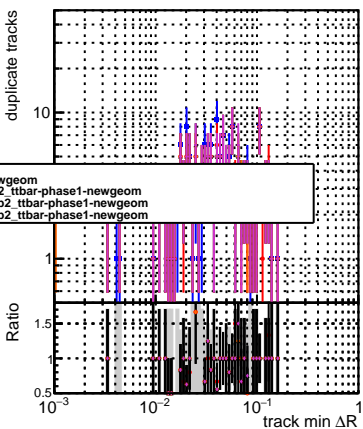 duplicate tracks
10
wgeom
2_ttbar-phase1-newgeom
o2_ttbar-phase1-newgeom
o2_ttbar-phase1-newgeom
1
Ratio
1.5
1
0.5
10⁻³ 10⁻² 10⁻¹ 1
track min ΔR